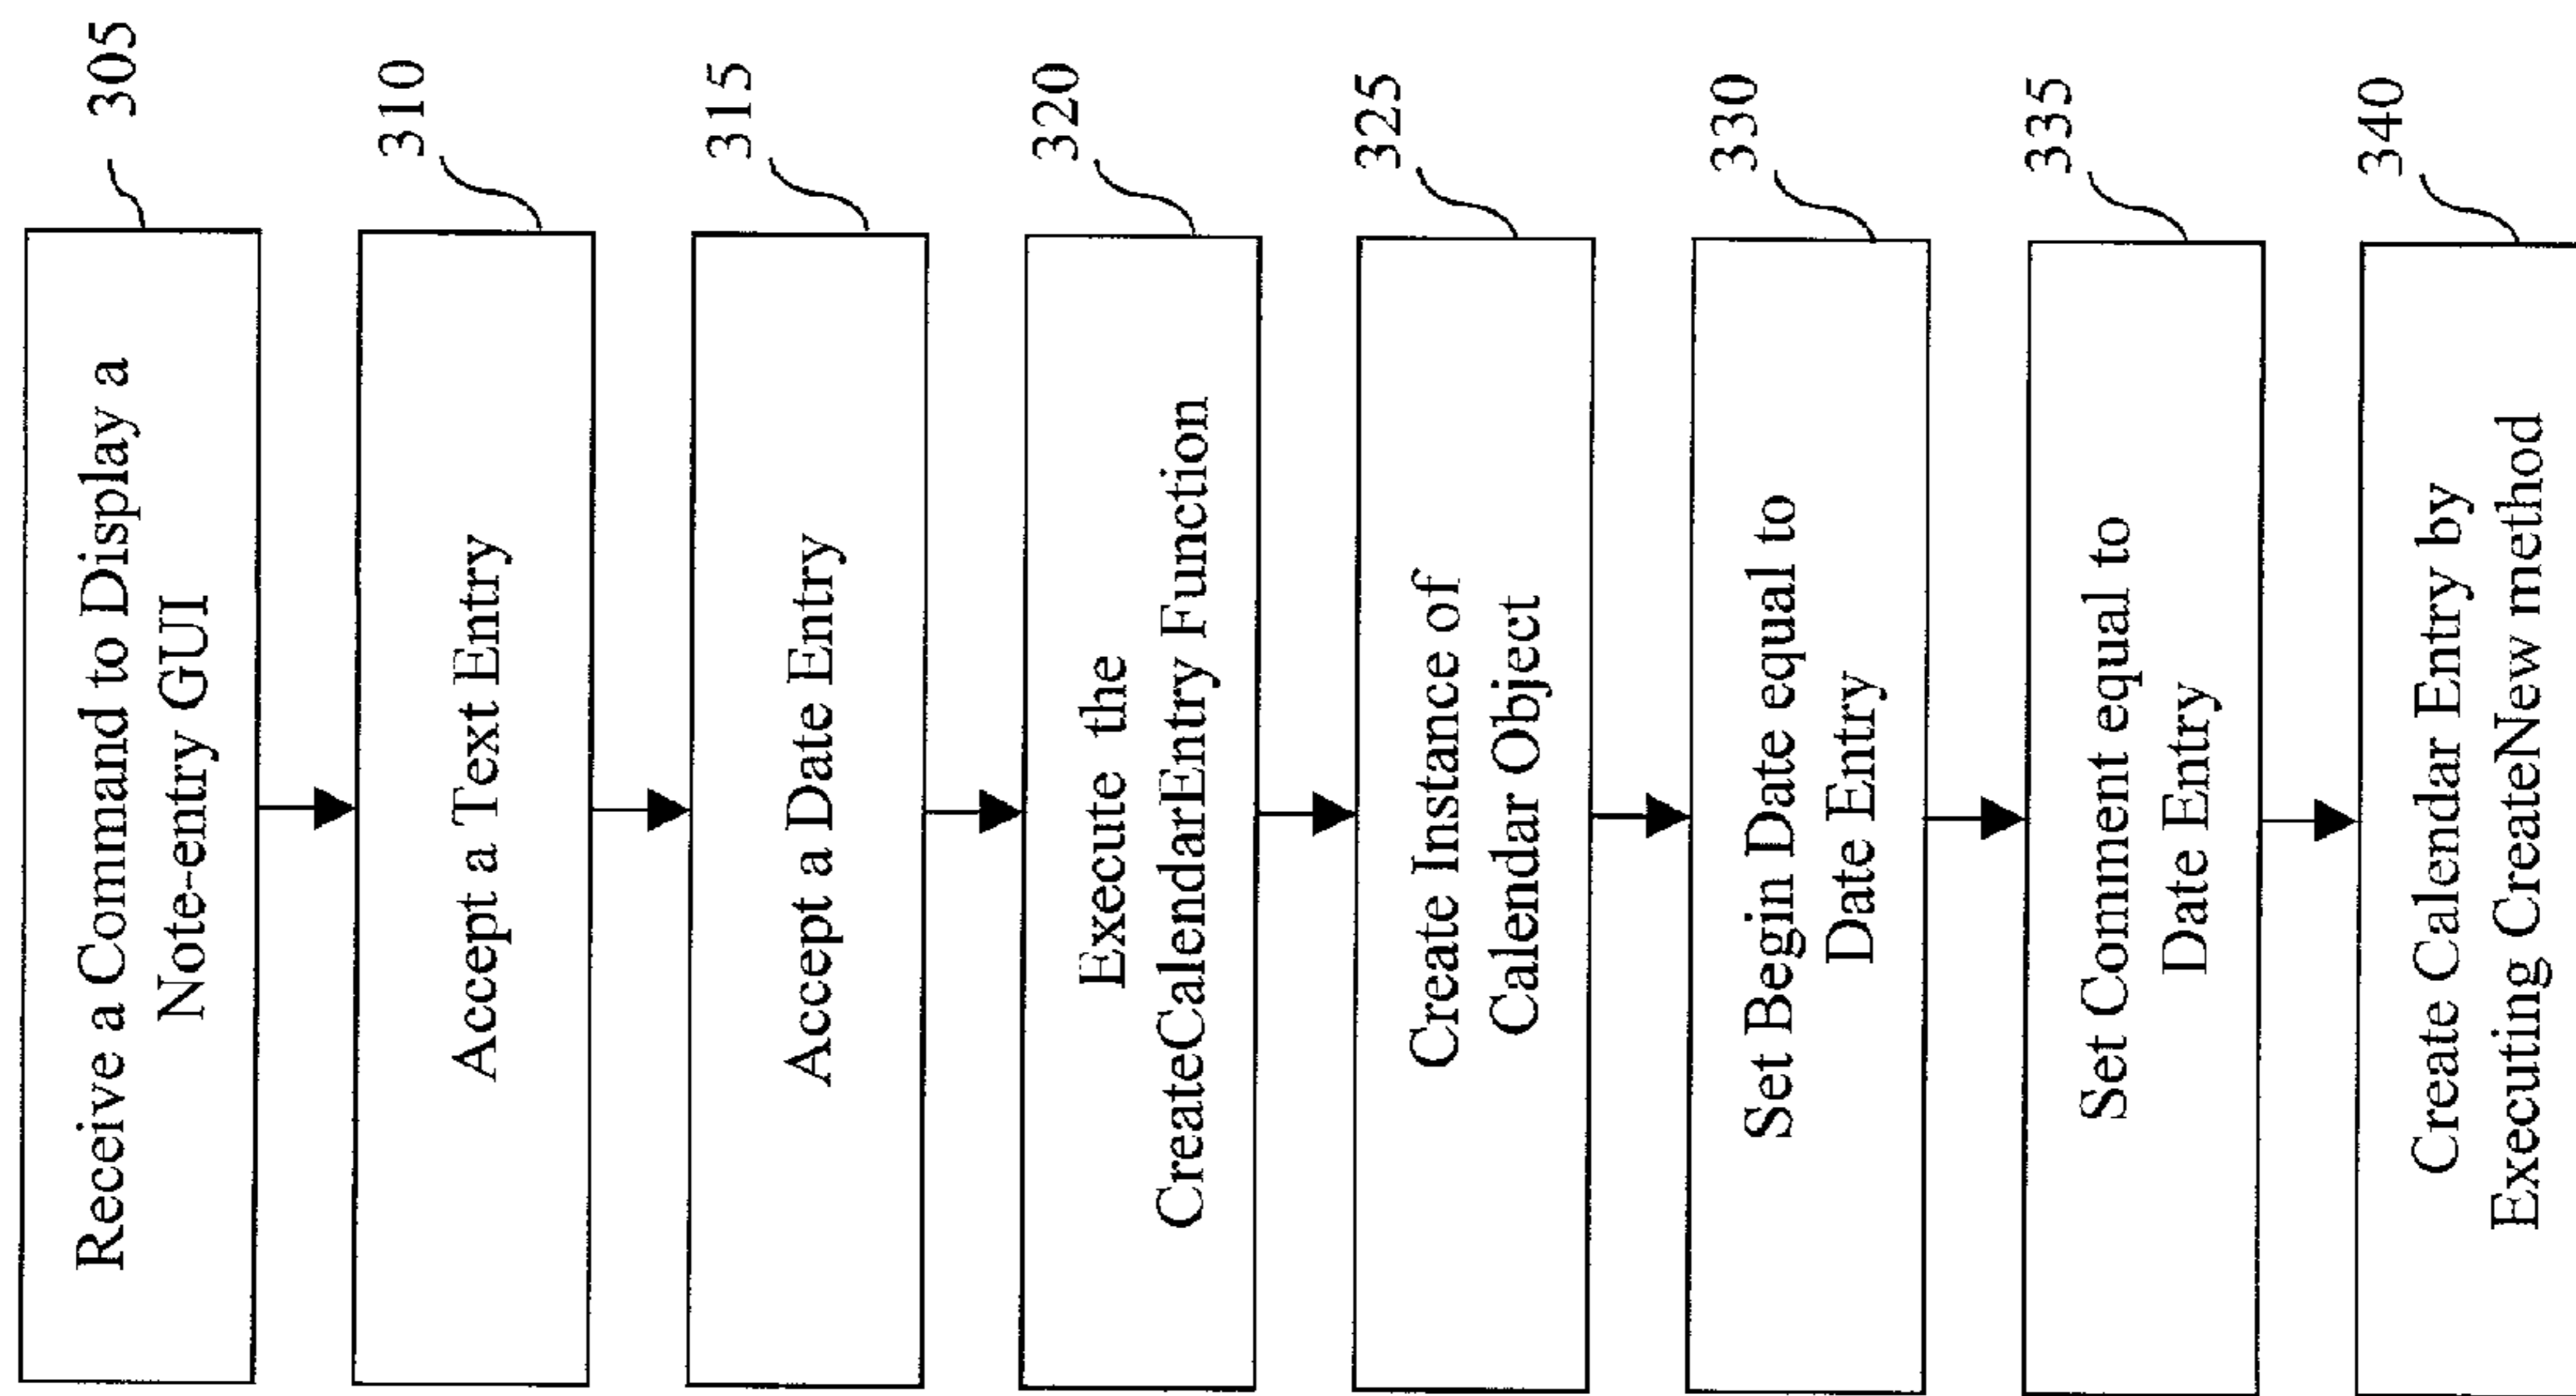 Receive a Command to Display a
Note-entry GUI
305
Accept a Text Entry
310
Accept a Date Entry
315
Execute the
CreateCalendarEntry Function
320
Create Instance of
Calendar Object
325
Set Begin Date equal to
Date Entry
330
Set Comment equal to
Date Entry
335
Create Calendar Entry by
Executing CreateNew method
340